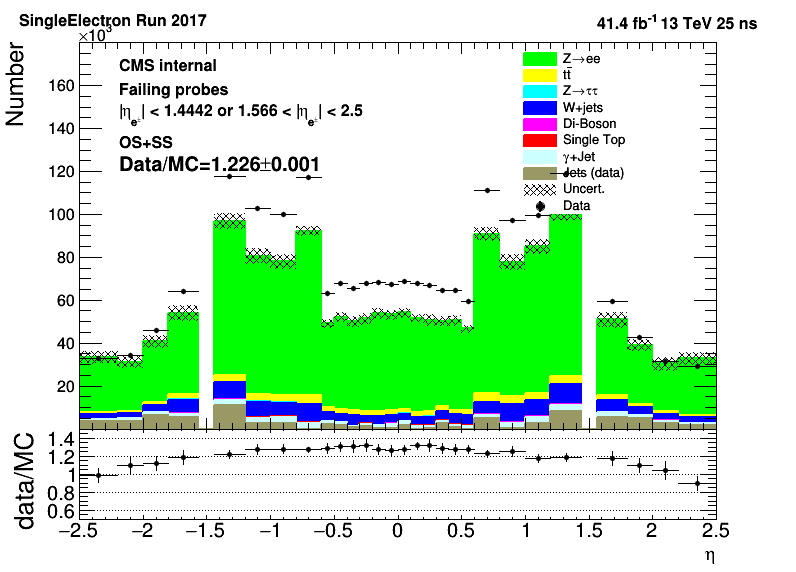 SingleElectron Run 2017
41.4 fb⁻¹ 13 TeV 25 ns
×10³
Number
CMS internal
Failing probes
|η_e±| < 1.4442 or 1.566 < |η_e±| < 2.5
OS+SS
Data/MC=1.226±0.001
Z→ee
tt̄
Z→ττ
W+jets
Di-Boson
Single Top
γ+Jet
Jets (data)
Uncert.
Data
160
140
120
100
80
60
40
20
data/MC
1.4
1.2
1
0.8
0.6
−2.5 −2 −1.5 −1 −0.5 0 0.5 1 1.5 2 2.5
η